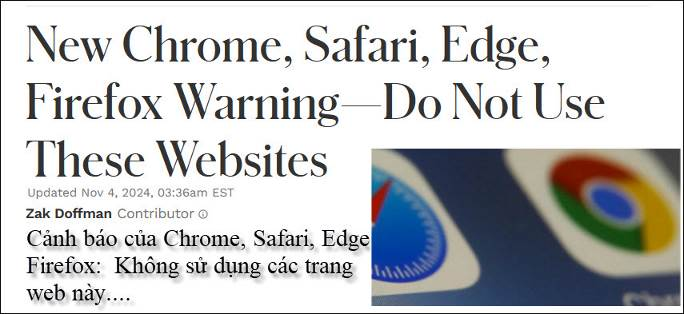 New Chrome, Safari, Edge,
Firefox Warning—Do Not Use
These Websites
Updated Nov 4, 2024, 03:36am EST
Zak Doffman Contributor
Cảnh báo của Chrome, Safari, Edge
Firefox: Không sử dụng các trang
web này....